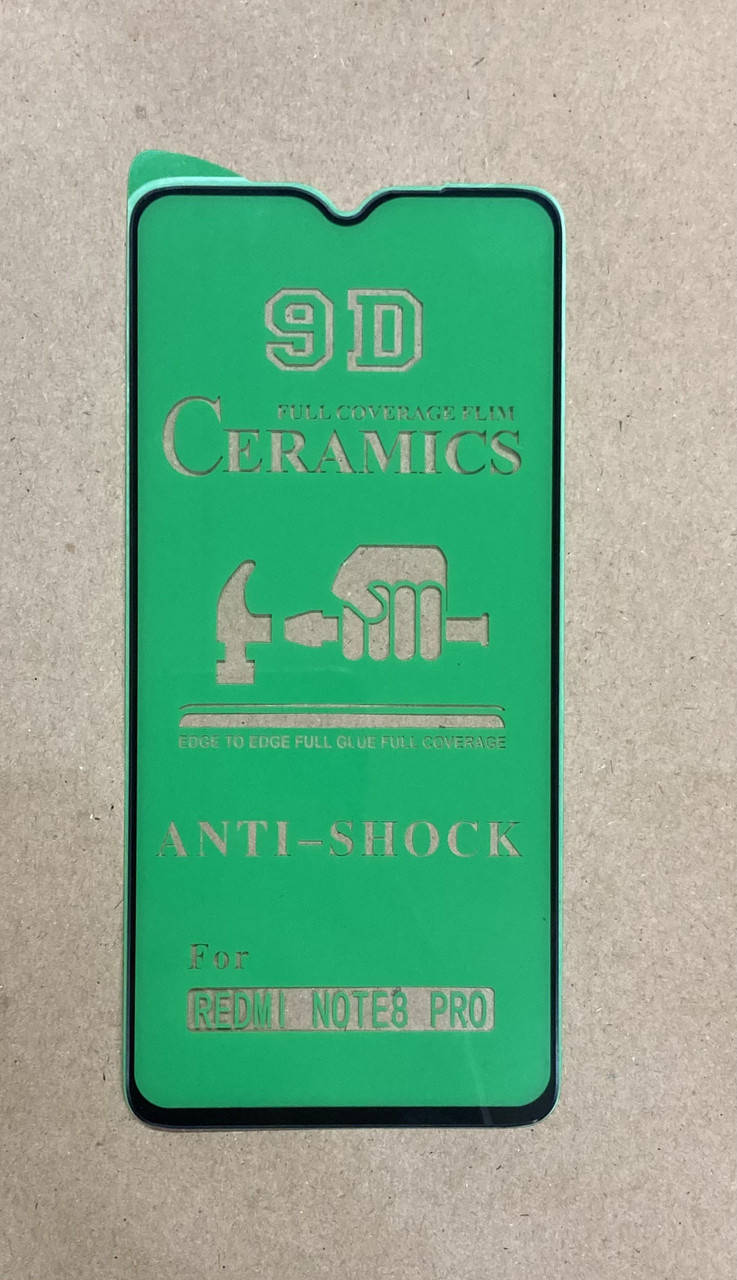 9D
FULL COVERAGE FLIM
CERAMICS
EDGE TO EDGE FULL GLUE FULL COVERAGE
ANTI-SHOCK
For
REDMI NOTE8 PRO